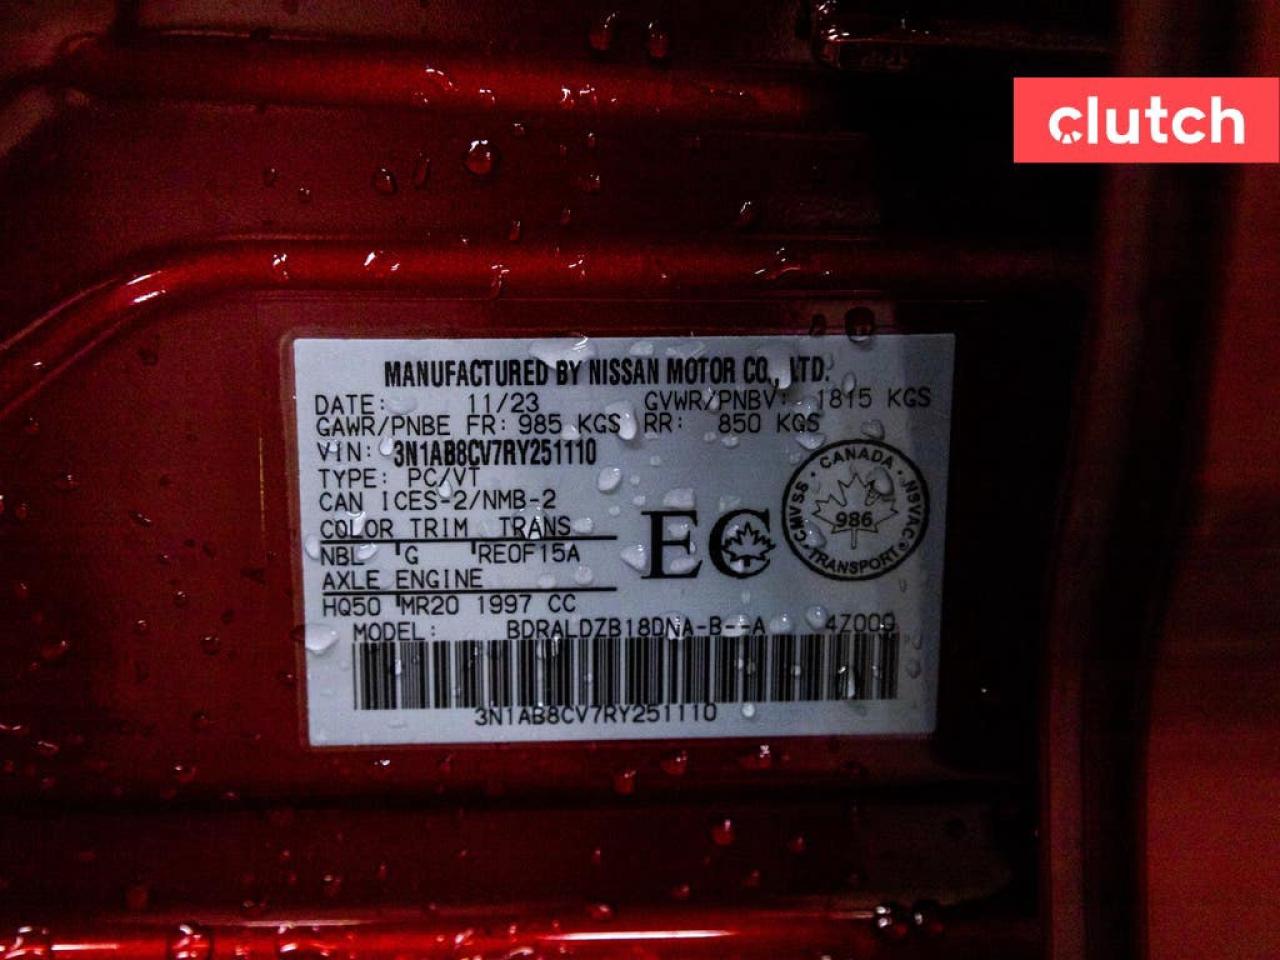 clutch
MANUFACTURED BY NISSAN MOTOR CO., LTD.
DATE: 11/23 GVWR/PNBV: 1815 KGS
GAWR/PNBE FR: 985 KGS RR: 850 KGS
VIN: 3N1AB8CV7RY251110
TYPE: PC/VT
CAN ICES-2/NMB-2
COLOR TRIM TRANS
NBL G RE0F15A
AXLE ENGINE
HQ50 MR20 1997 CC
EC
CANADA
CMVSS NSVAC
986
TRANSPORT
MODEL: BDRALDZB18DNA-B--A 4Z009
3N1AB8CV7RY251110